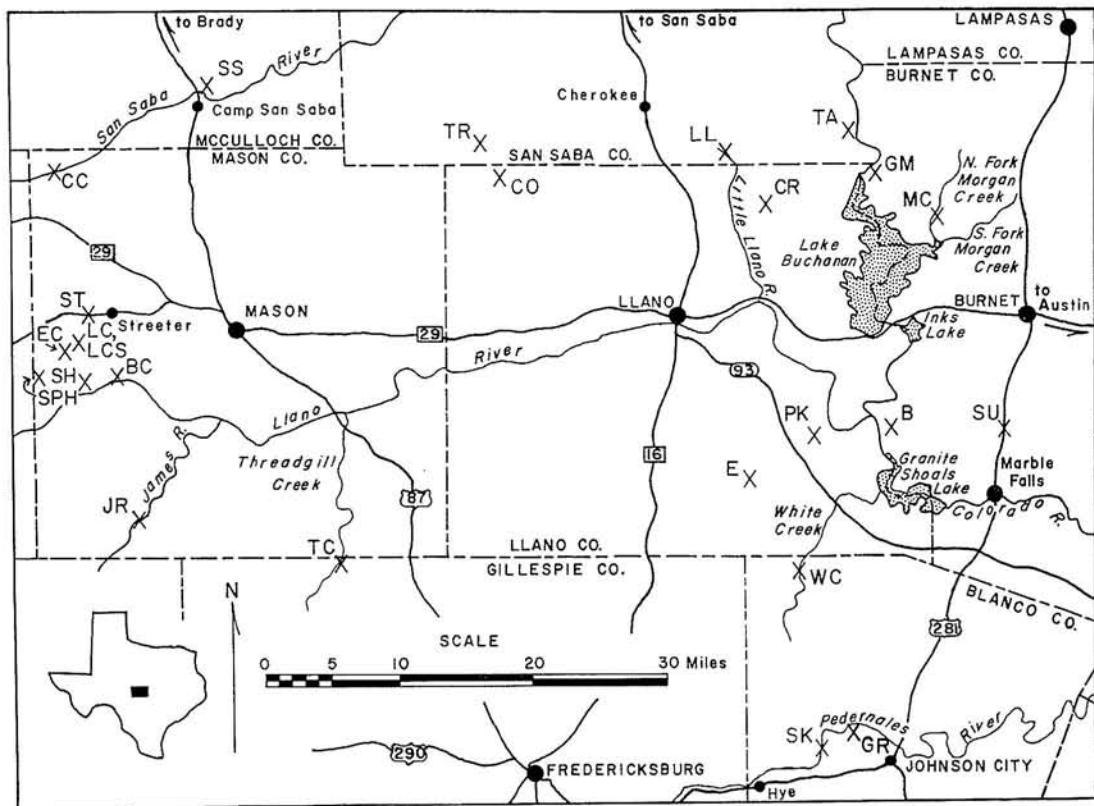 to Brady
to San Saba
LAMPASAS
LAMPASAS CO.
BURNET CO.
SS
San Saba River
Camp San Saba
Cherokee
TR
LL
TA
McCULLOCH CO.
MASON CO.
SAN SABA CO.
CC
CO
CR
GM
N. Fork
Morgan
Creek
MC
S. Fork
Morgan
Creek
Little Llano R.
Lake
Buchanan
29
ST
Streeter
MASON
LLANO
BURNET
to
Austin
Inks
Lake
EC
LC,
LCS
29
River
93
SH
BC
SPH
Llano
PK
B
SU
James R.
Threadgill
Creek
16
E
Granite
Shoals
Lake
Marble
Falls
Colorado R.
JR
87
White
Creek
TC
LLANO CO.
GILLESPIE CO.
WC
BLANCO CO.
N
281
SCALE
0 5 10 20 30 Miles
Pedernales River
SK
GR
290
FREDERICKSBURG
JOHNSON CITY
Hye